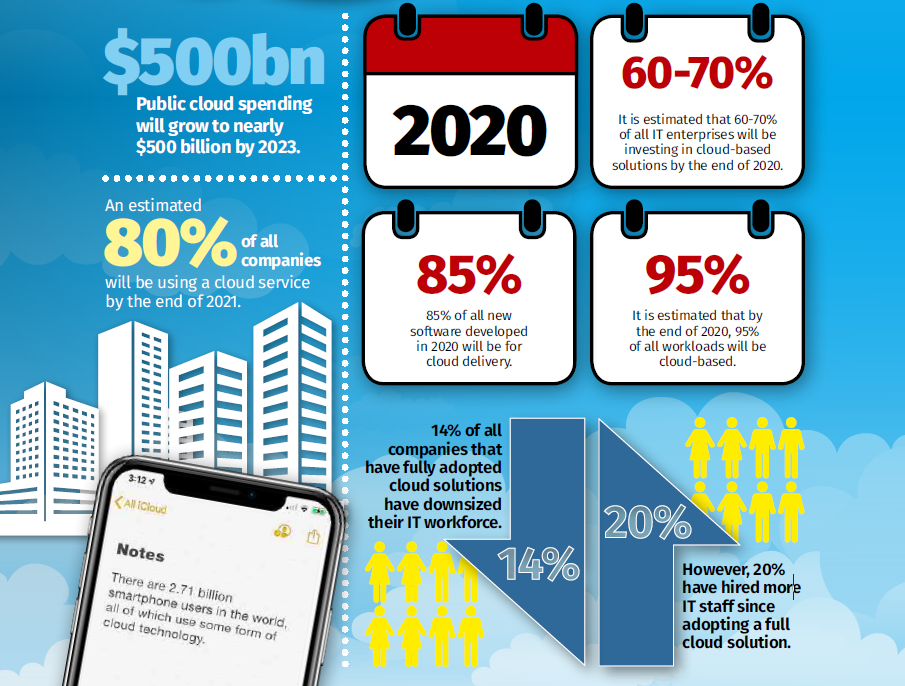 $500bn
Public cloud spending
will grow to nearly
$500 billion by 2023.
An estimated
80% of all
companies
will be using a cloud service
by the end of 2021.
2020
60-70%
It is estimated that 60-70%
of all IT enterprises will be
investing in cloud-based
solutions by the end of 2020.
85%
85% of all new
software developed
in 2020 will be for
cloud delivery.
95%
It is estimated that by
the end of 2020, 95%
of all workloads will be
cloud-based.
3:12
All iCloud
Notes
There are 2.71 billion
smartphone users in the world,
all of which use some form of
cloud technology.
14% of all
companies that
have fully adopted
cloud solutions
have downsized
their IT workforce.
14%
20%
However, 20%
have hired more
IT staff since
adopting a full
cloud solution.